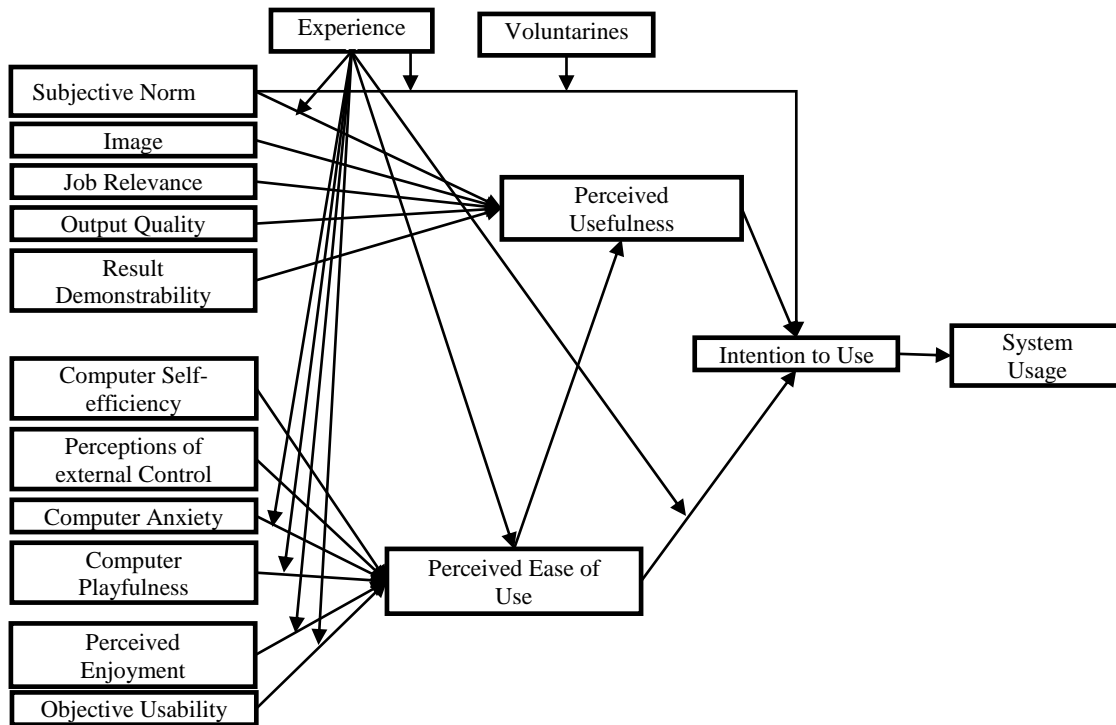 Experience
Voluntarines
Subjective Norm
Image
Job Relevance
Output Quality
Result
Demonstrability
Perceived
Usefulness
Intention to Use
System
Usage
Computer Self-
efficiency
Perceptions of
external Control
Computer Anxiety
Computer
Playfulness
Perceived Ease of
Use
Perceived
Enjoyment
Objective Usability